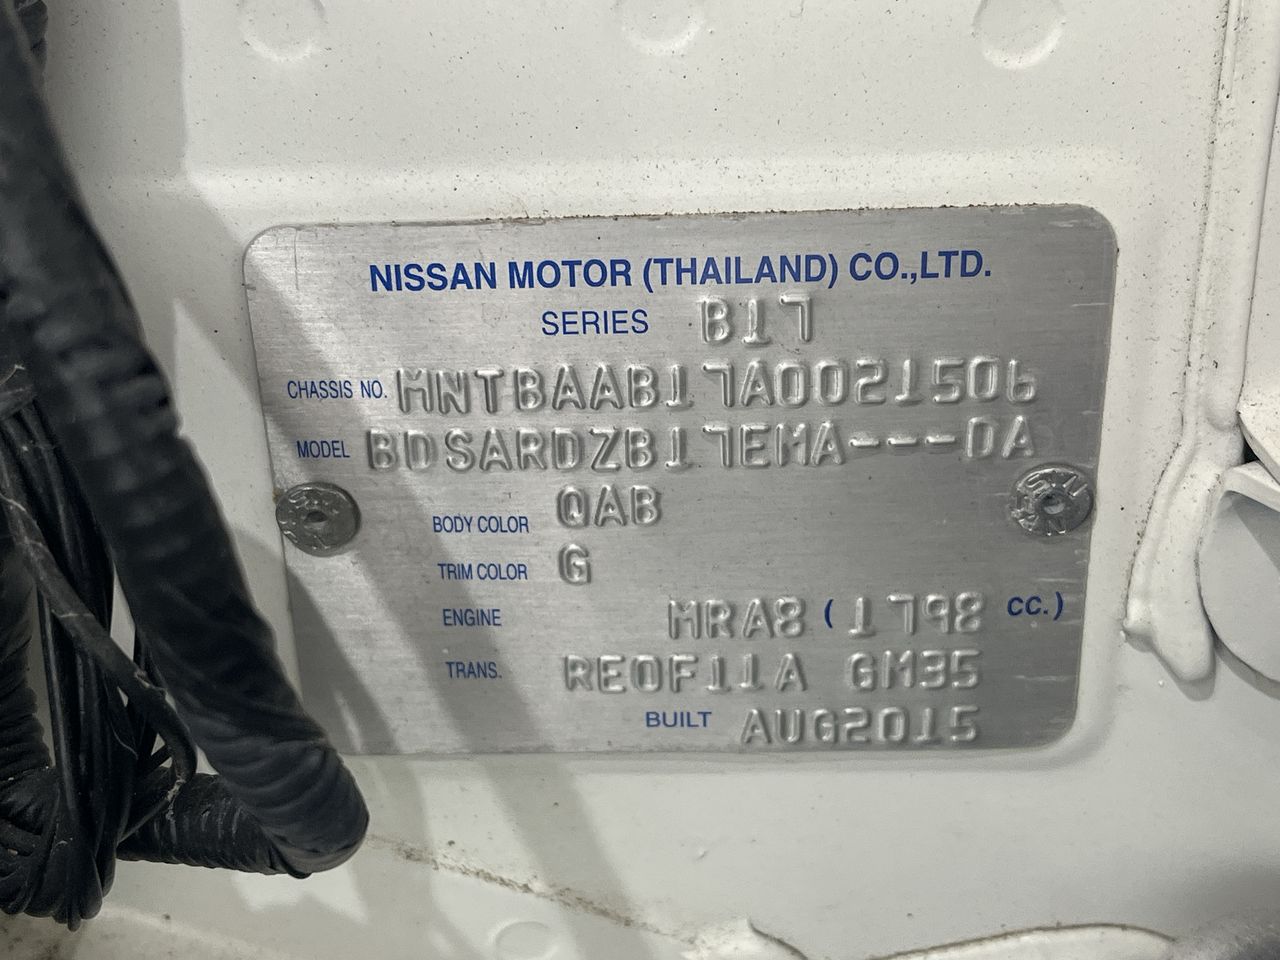 NISSAN MOTOR (THAILAND) CO.,LTD.
SERIES B17
CHASSIS NO. MNTBAAB17A0021506
MODEL BDSARDZB17EMA---DA
BODY COLOR QAB
TRIM COLOR G
ENGINE MRA8 (1798 CC.)
TRANS. RE0F11A GM35
BUILT AUG2015